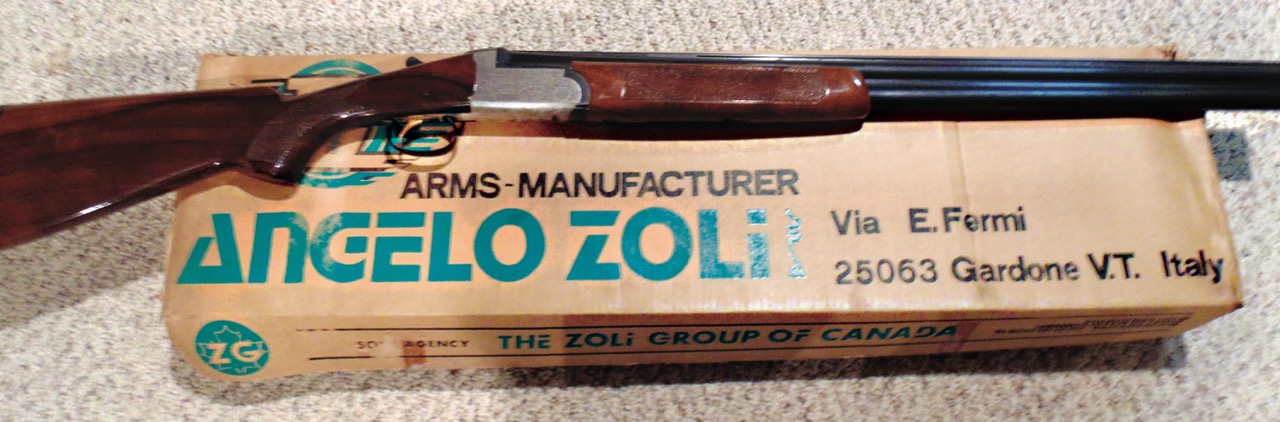 ARMS-MANUFACTURER
ANGELO ZOLi
Via E. Fermi
25063 Gardone V.T. Italy
ZG
AGENCY THE ZOLi GROUP OF CANADA